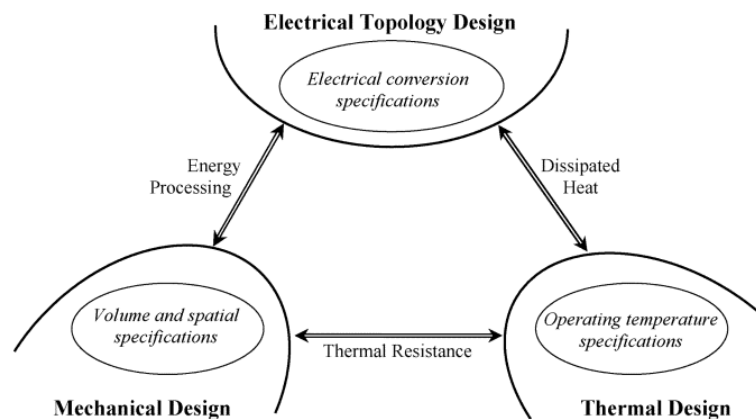 Electrical Topology Design
Electrical conversion
specifications
Energy
Processing
Dissipated
Heat
Volume and spatial
specifications
Operating temperature
specifications
Thermal Resistance
Mechanical Design
Thermal Design